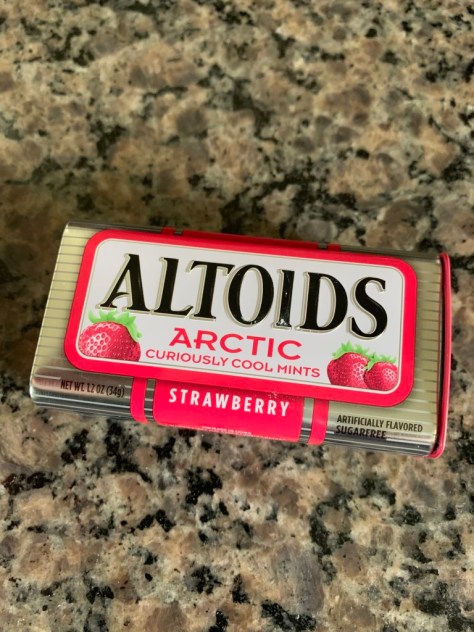 ALTOIDS
ARCTIC
CURIOUSLY COOL MINTS
NET WT. 1.2 OZ (34g)
STRAWBERRY
ARTIFICIALLY FLAVORED
SUGARFREE